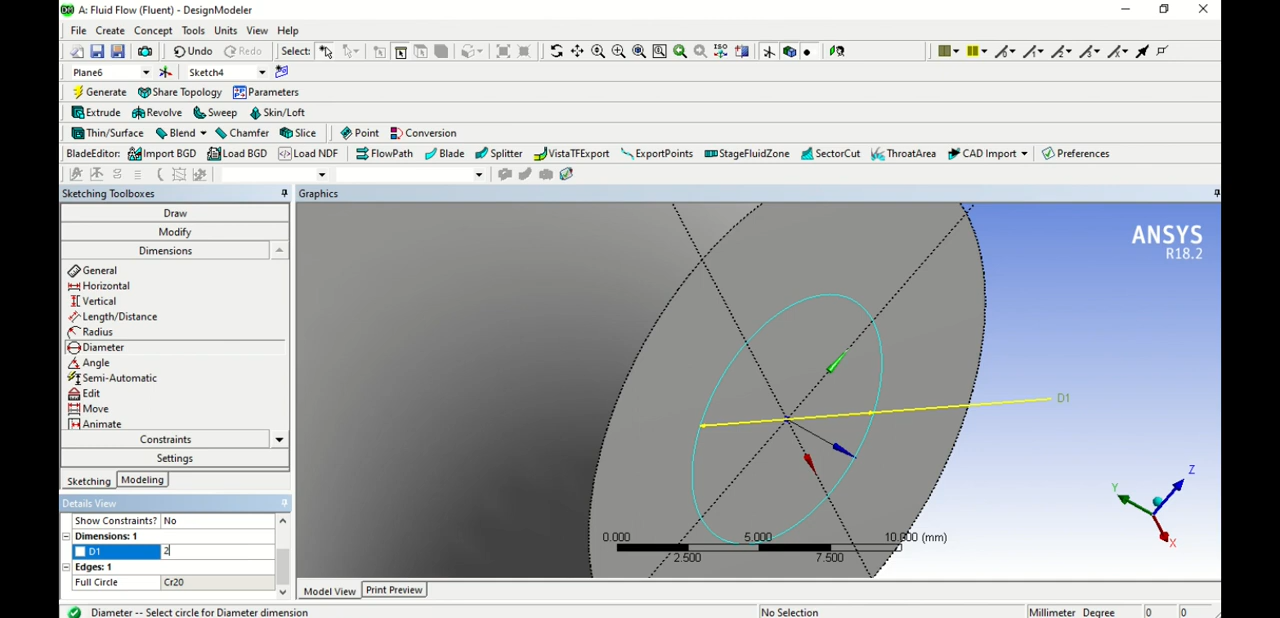 A: Fluid Flow (Fluent) - DesignModeler
File Create Concept Tools Units View Help
Undo Redo Select: ISO
Plane6 Sketch4
Generate Share Topology Parameters
Extrude Revolve Sweep Skin/Loft
Thin/Surface Blend Chamfer Slice Point Conversion
BladeEditor: Import BGD Load BGD Load NDF FlowPath Blade Splitter VistaTFExport ExportPoints StageFluidZone SectorCut ThroatArea CAD Import Preferences
Sketching Toolboxes
Draw
Modify
Dimensions
General
Horizontal
Vertical
Length/Distance
Radius
Diameter
Angle
Semi-Automatic
Edit
Move
Animate
Constraints
Settings
Sketching Modeling
Details View
Show Constraints? No
Dimensions: 1
D1 2
Edges: 1
Full Circle Cr20
Graphics
ANSYS
R18.2
D1
0.000 5.000 10.000 (mm)
2.500 7.500
Z
Y
X
Model View Print Preview
Diameter -- Select circle for Diameter dimension No Selection Millimeter Degree 0 0